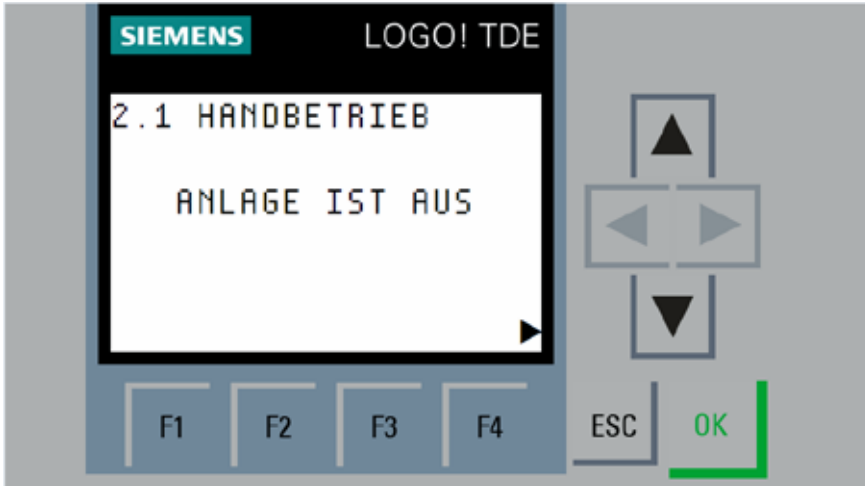 SIEMENS LOGO! TDE
2.1 HANDBETRIEB
ANLAGE IST AUS
F1 F2 F3 F4 ESC OK